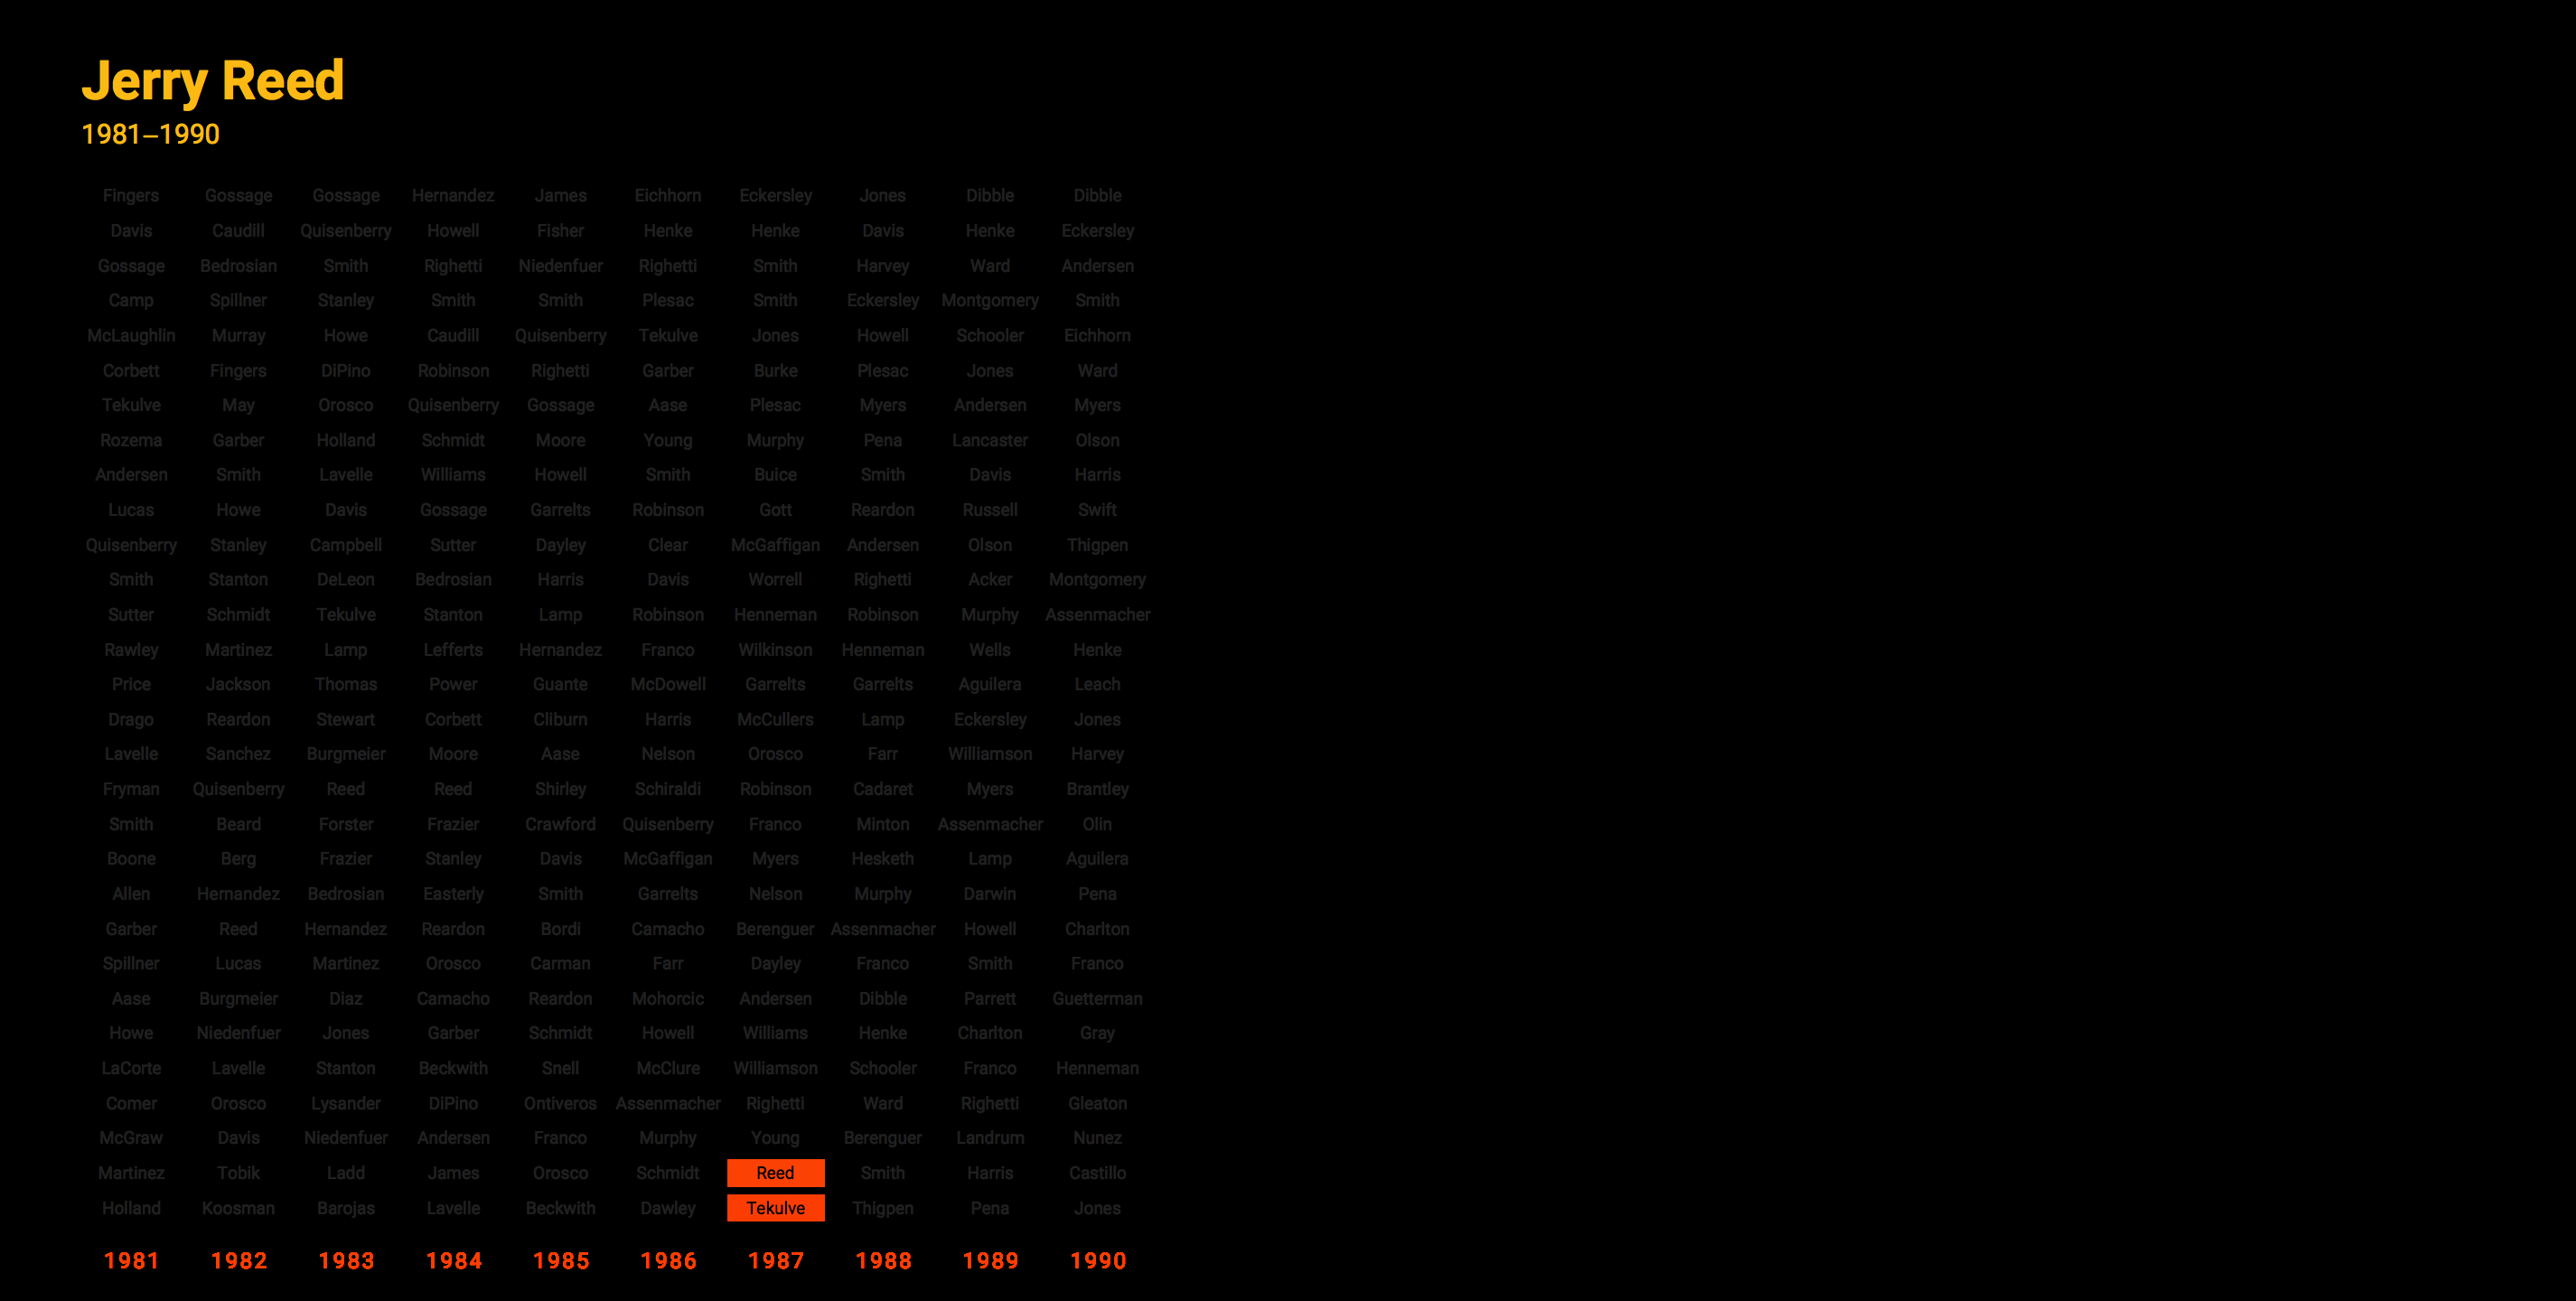 Jerry Reed
1981–1990
Fingers Gossage Gossage Hernandez James Eichhorn Eckersley Jones Dibble Dibble
Davis Caudill Quisenberry Howell Fisher Henke Henke Davis Henke Eckersley
Gossage Bedrosian Smith Righetti Niedenfuer Righetti Smith Harvey Ward Andersen
Camp Spillner Stanley Smith Smith Plesac Smith Eckersley Montgomery Smith
McLaughlin Murray Howe Caudill Quisenberry Tekulve Jones Howell Schooler Eichhorn
Corbett Fingers DiPino Robinson Righetti Garber Burke Plesac Jones Ward
Tekulve May Orosco Quisenberry Gossage Aase Plesac Myers Andersen Myers
Rozema Garber Holland Schmidt Moore Young Murphy Pena Lancaster Olson
Andersen Smith Lavelle Williams Howell Smith Buice Smith Davis Harris
Lucas Howe Davis Gossage Garrelts Robinson Gott Reardon Russell Swift
Quisenberry Stanley Campbell Sutter Dayley Clear McGaffigan Andersen Olson Thigpen
Smith Stanton DeLeon Bedrosian Harris Davis Worrell Righetti Acker Montgomery
Sutter Schmidt Tekulve Stanton Lamp Robinson Henneman Robinson Murphy Assenmacher
Rawley Martinez Lamp Lefferts Hernandez Franco Wilkinson Henneman Wells Henke
Price Jackson Thomas Power Guante McDowell Garrelts Garrelts Aguilera Leach
Drago Reardon Stewart Corbett Cliburn Harris McCullers Lamp Eckersley Jones
Lavelle Sanchez Burgmeier Moore Aase Nelson Orosco Farr Williamson Harvey
Fryman Quisenberry Reed Reed Shirley Schiraldi Robinson Cadaret Myers Brantley
Smith Beard Forster Frazier Crawford Quisenberry Franco Minton Assenmacher Olin
Boone Berg Frazier Stanley Davis McGaffigan Myers Hesketh Lamp Aguilera
Allen Hernandez Bedrosian Easterly Smith Garrelts Nelson Murphy Darwin Pena
Garber Reed Hernandez Reardon Bordi Camacho Berenguer Assenmacher Howell Charlton
Spillner Lucas Martinez Orosco Carman Farr Dayley Franco Smith Franco
Aase Burgmeier Diaz Camacho Reardon Mohorcic Andersen Dibble Parrett Guetterman
Howe Niedenfuer Jones Garber Schmidt Howell Williams Henke Charlton Gray
LaCorte Lavelle Stanton Beckwith Snell McClure Williamson Schooler Franco Henneman
Comer Orosco Lysander DiPino Ontiveros Assenmacher Righetti Ward Righetti Gleaton
McGraw Davis Niedenfuer Andersen Franco Murphy Young Berenguer Landrum Nunez
Martinez Tobik Ladd James Orosco Schmidt Reed Smith Harris Castillo
Holland Koosman Barojas Lavelle Beckwith Dawley Tekulve Thigpen Pena Jones
1981 1982 1983 1984 1985 1986 1987 1988 1989 1990